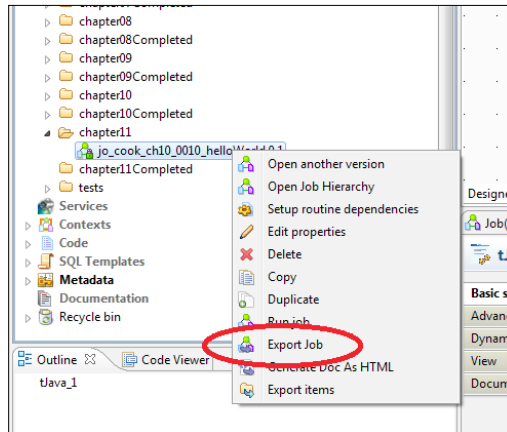 chapter08
chapter08Completed
chapter09
chapter09Completed
chapter10
chapter10Completed
chapter11
jo_cook_ch10_0010_helloWorld 0.1
chapter11Completed
tests
Services
Contexts
Code
SQL Templates
Metadata
Documentation
Recycle bin
Open another version
Open Job Hierarchy
Setup routine dependencies
Edit properties
Delete
Copy
Duplicate
Run job
Export Job
Generate Doc As HTML
Export items
Outline
Code Viewer
tJava_1
Designe
Job(
tJ
Basic s
Advan
Dynam
View
Docum